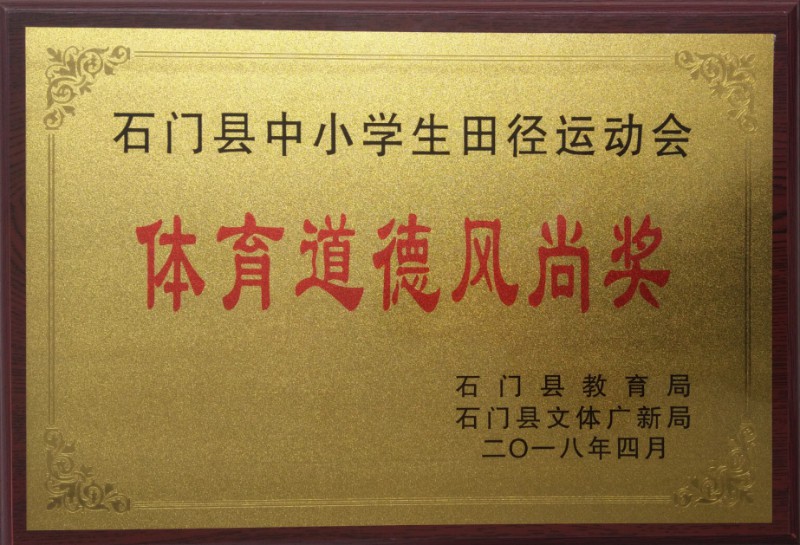 石门县中小学生田径运动会
体育道德风尚奖
石门县教育局
石门县文体广新局
二〇一八年四月